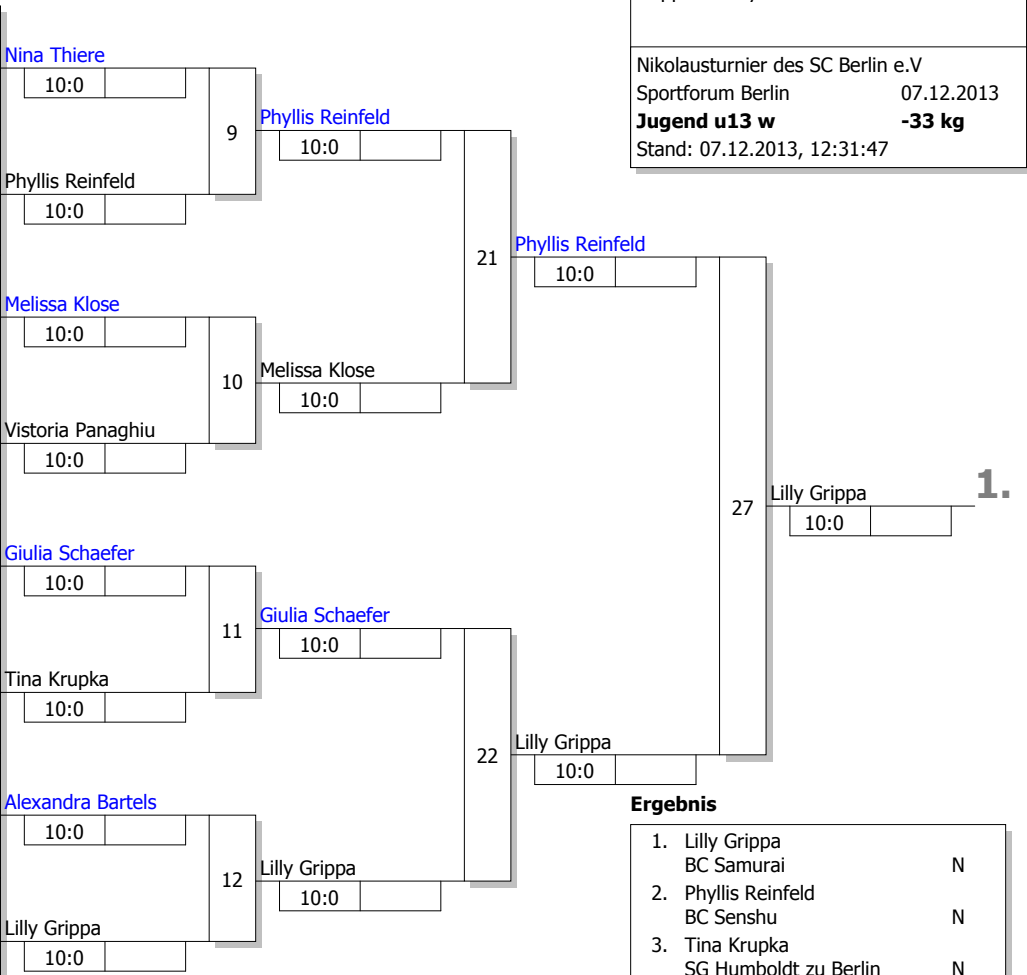 Nikolausturnier des SC Berlin e.V
Sportforum Berlin 07.12.2013
Jugend u13 w -33 kg
Stand: 07.12.2013, 12:31:47
Nina Thiere
10:0
9
Phyllis Reinfeld
10:0
Phyllis Reinfeld
10:0
21
Phyllis Reinfeld
10:0
Melissa Klose
10:0
10
Melissa Klose
10:0
Vistoria Panaghiu
10:0
27
Lilly Grippa
1.
10:0
Giulia Schaefer
10:0
11
Giulia Schaefer
10:0
Tina Krupka
10:0
22
Lilly Grippa
10:0
Alexandra Bartels
10:0
12
Lilly Grippa
10:0
Lilly Grippa
10:0
Ergebnis
1. Lilly Grippa
BC Samurai N
2. Phyllis Reinfeld
BC Senshu N
3. Tina Krupka
SG Humboldt zu Berlin N